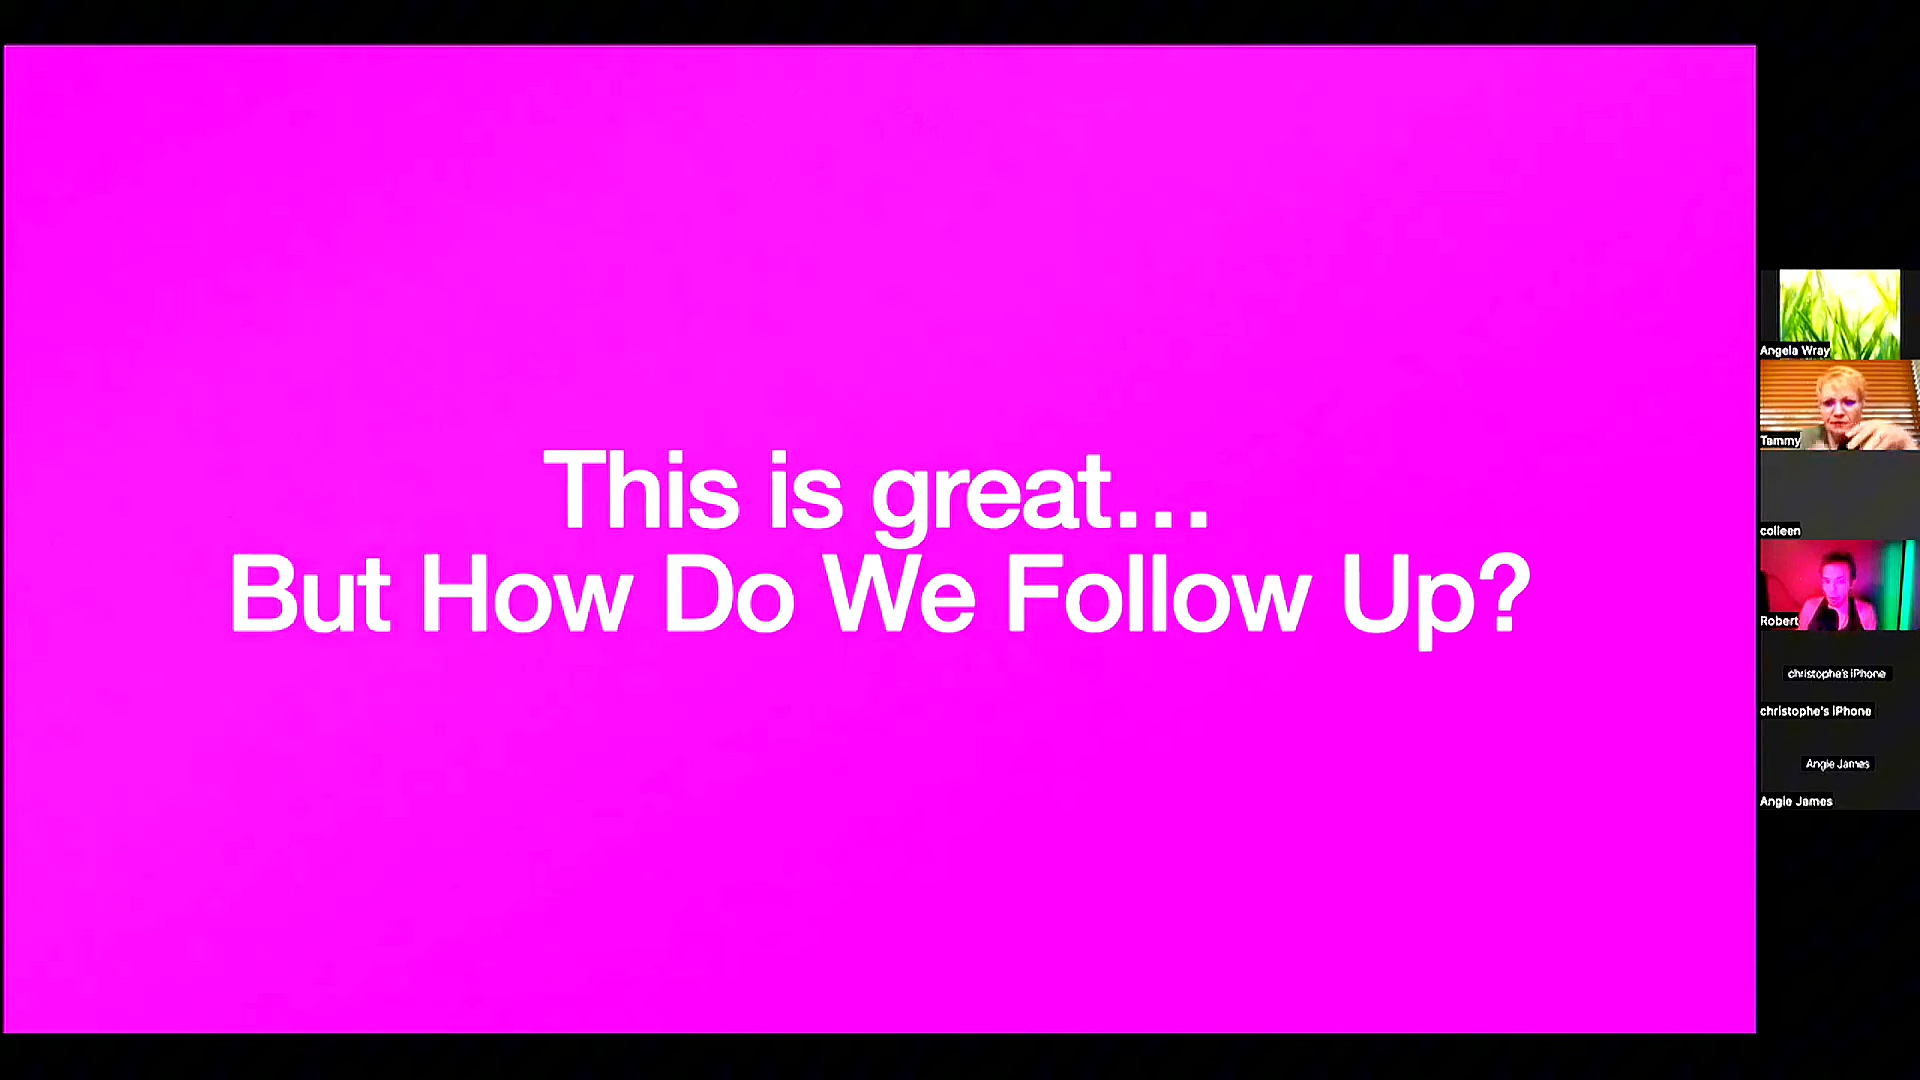 This is great...
But How Do We Follow Up?
Angela Wray
Tammy
colleen
Robert
christophe's iPhone
christophe's iPhone
Angie James
Angie James